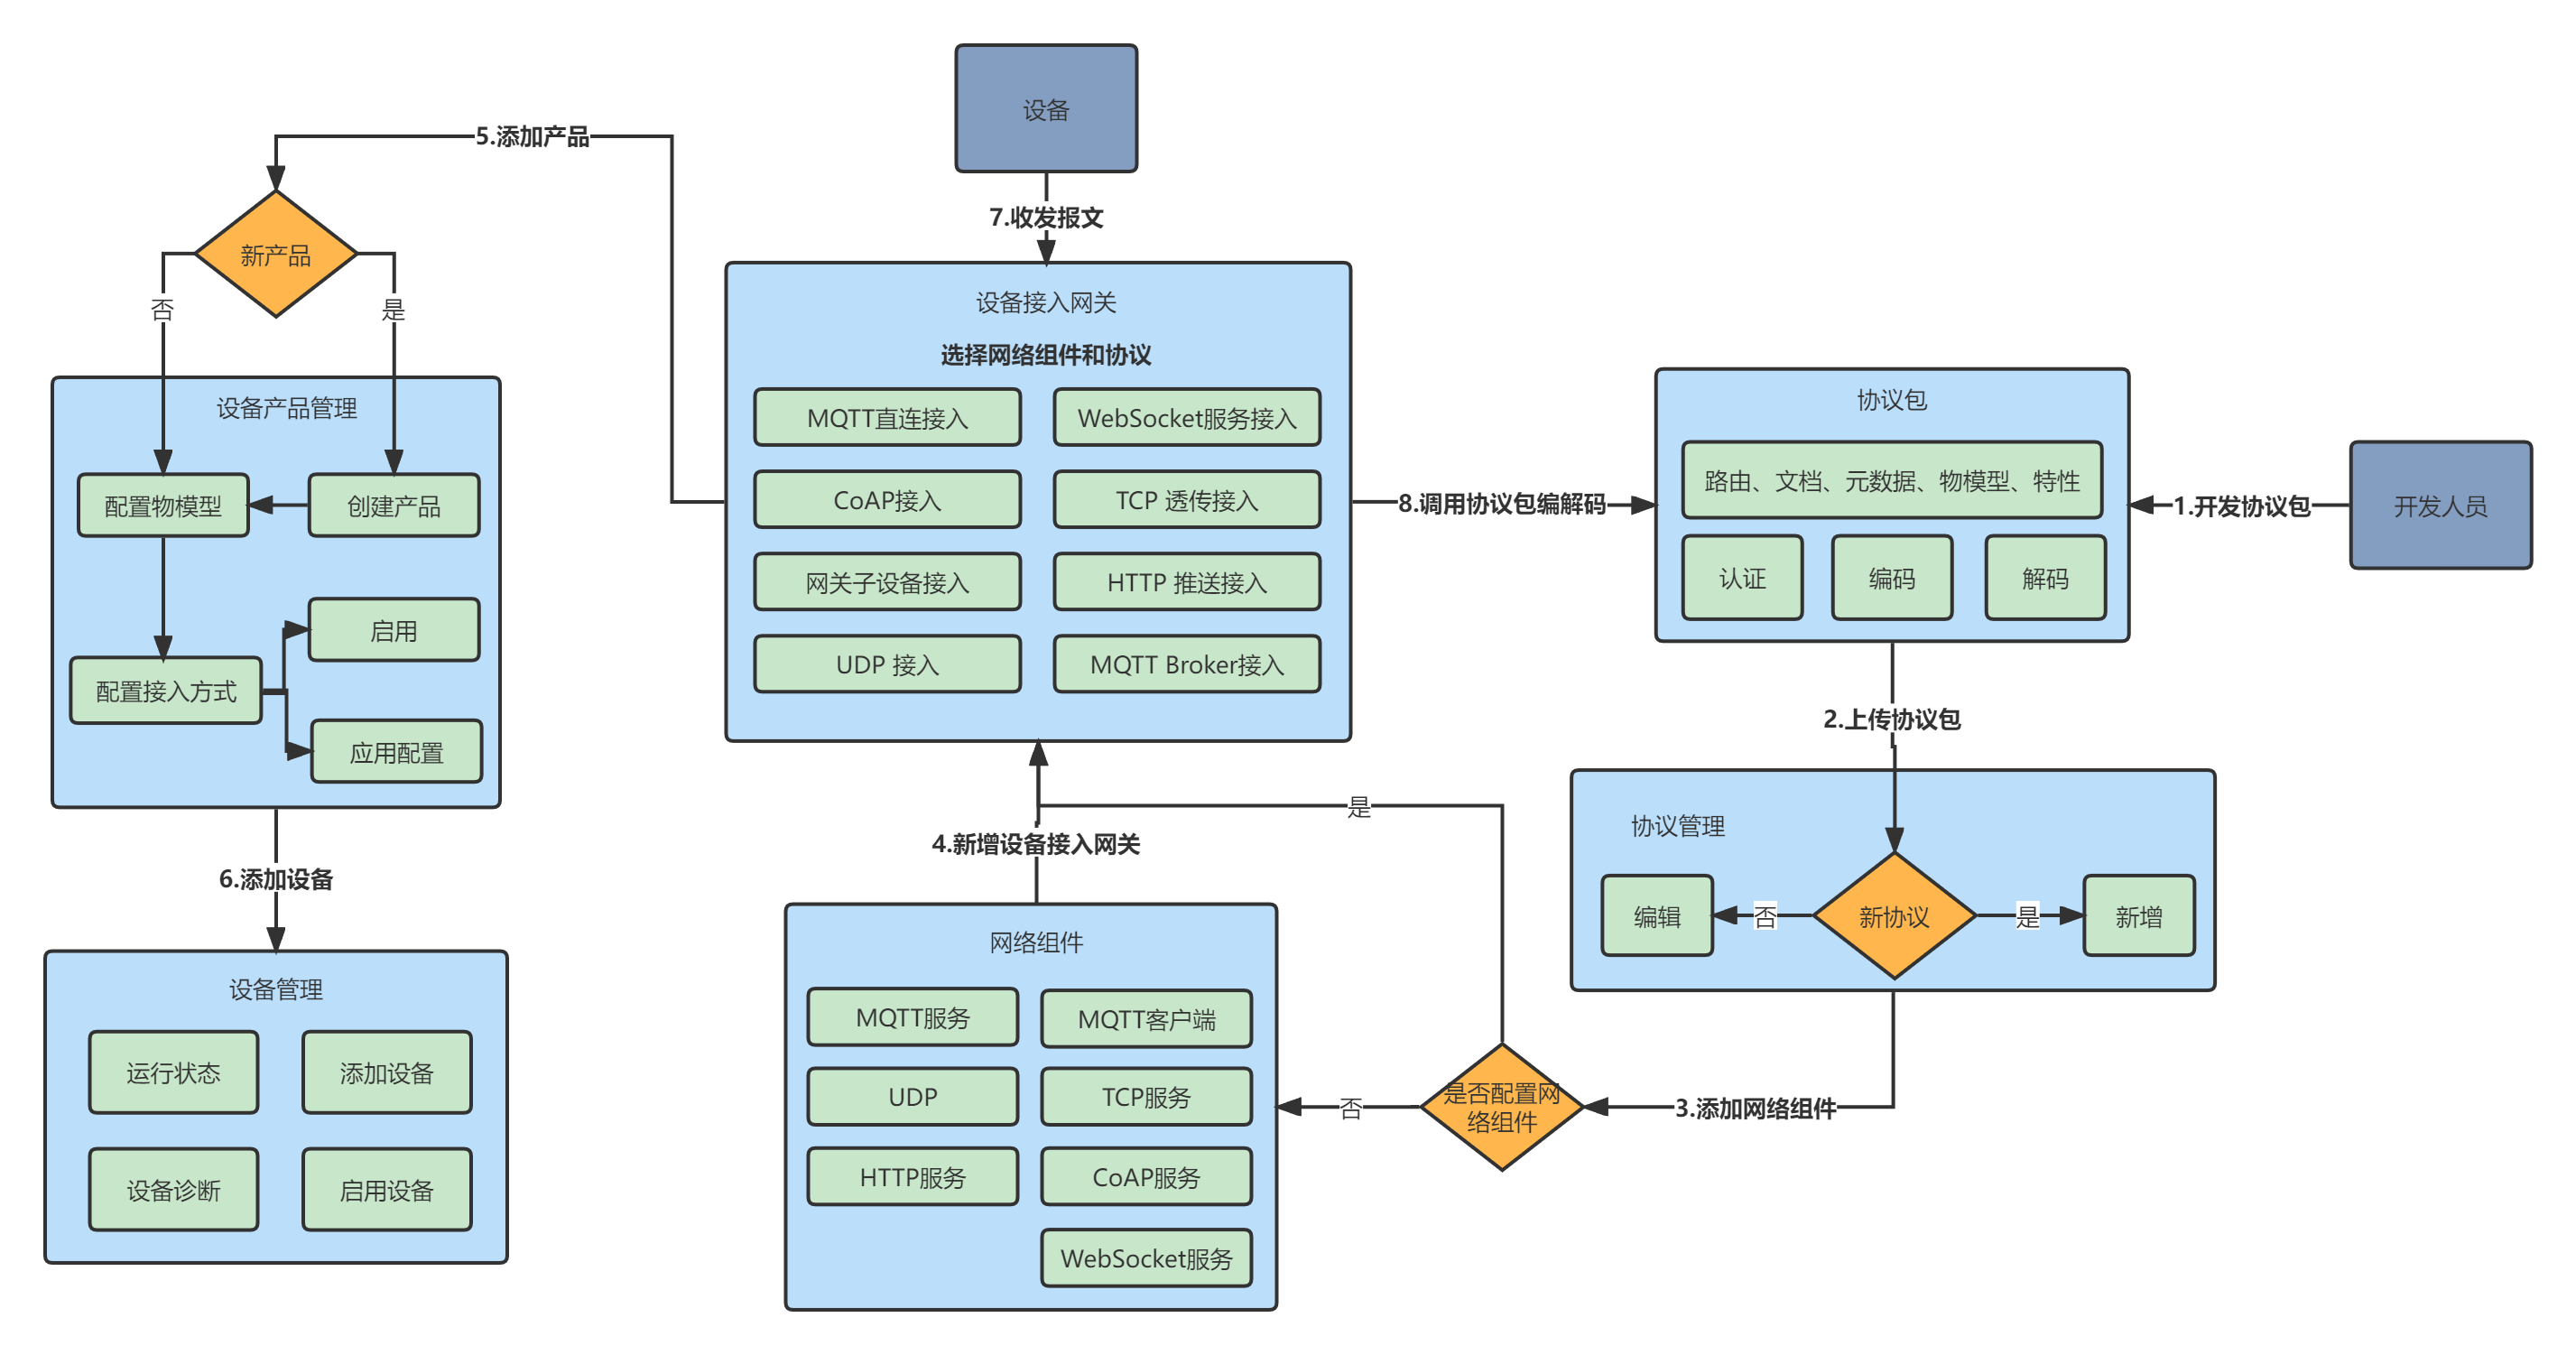 设备
5.添加产品
7.收发报文
新产品
否
是
设备产品管理
配置物模型
创建产品
启用
配置接入方式
应用配置
6.添加设备
设备管理
运行状态
添加设备
设备诊断
启用设备
设备接入网关
选择网络组件和协议
MQTT直连接入
WebSocket服务接入
CoAP接入
TCP 透传接入
网关子设备接入
HTTP 推送接入
UDP 接入
MQTT Broker接入
8.调用协议包编解码
协议包
路由、文档、元数据、物模型、特性
认证
编码
解码
1.开发协议包
开发人员
2.上传协议包
协议管理
编辑
否
新协议
是
新增
是
4.新增设备接入网关
网络组件
MQTT服务
MQTT客户端
UDP
TCP服务
HTTP服务
CoAP服务
WebSocket服务
否
是否配置网
络组件
3.添加网络组件